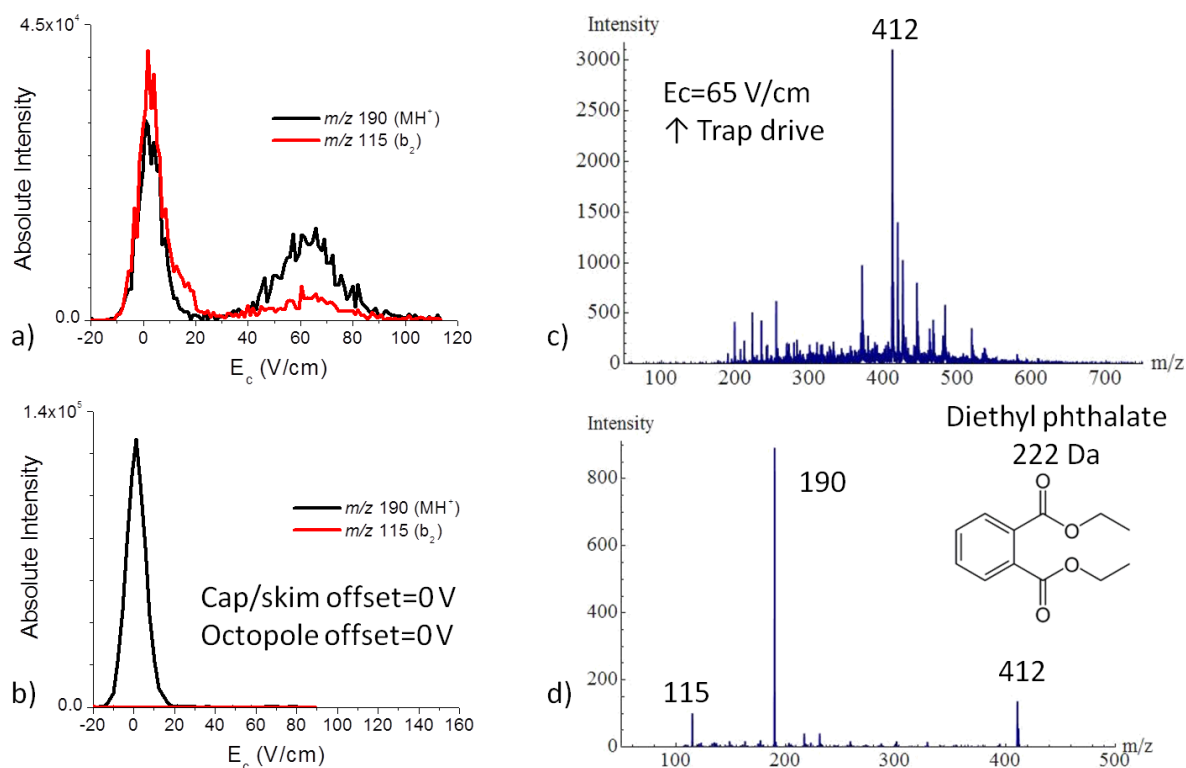 4.5x10⁴
Absolute Intensity
m/z 190 (MH⁺)
m/z 115 (b₂)
0.0
-20 0 20 40 60 80 100 120
a)
E_c (V/cm)
Intensity
412
3000
2500
2000
1500
1000
500
0
Ec=65 V/cm
↑ Trap drive
c)
100 200 300 400 500 600 700
m/z
1.4x10⁵
Absolute Intensity
m/z 190 (MH⁺)
m/z 115 (b₂)
Cap/skim offset=0 V
Octopole offset=0 V
0.0
-20 0 20 40 60 80 100 120 140 160
b)
E_c (V/cm)
Intensity
Diethyl phthalate
222 Da
O
O
O
O
800
600
400
200
0
190
115
412
d)
100 200 300 400 500
m/z